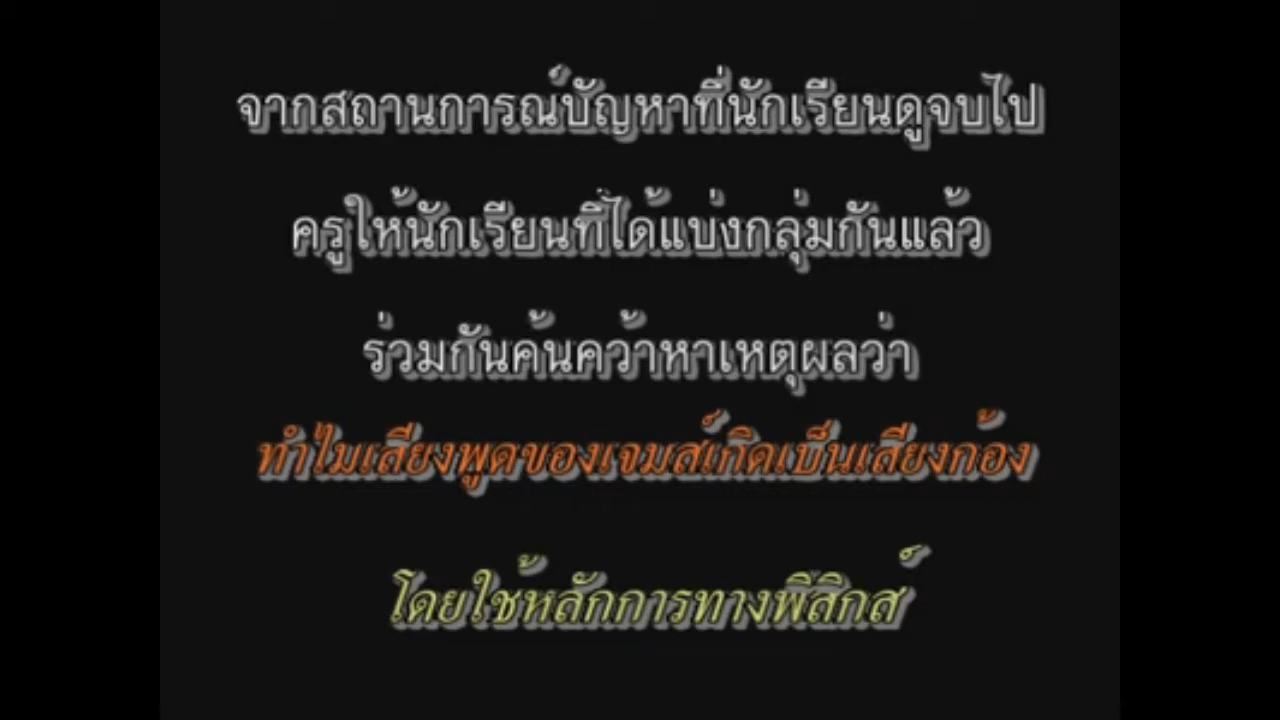 จากสถานการณ์ปัญหาที่นักเรียนดูจบไป
ครูให้นักเรียนที่ได้แบ่งกลุ่มกันแล้ว
ร่วมกันค้นคว้าหาเหตุผลว่า
ทำไมเสียงพูดของเจมส์เกิดเป็นเสียงก้อง
โดยใช้หลักการทางฟิสิกส์